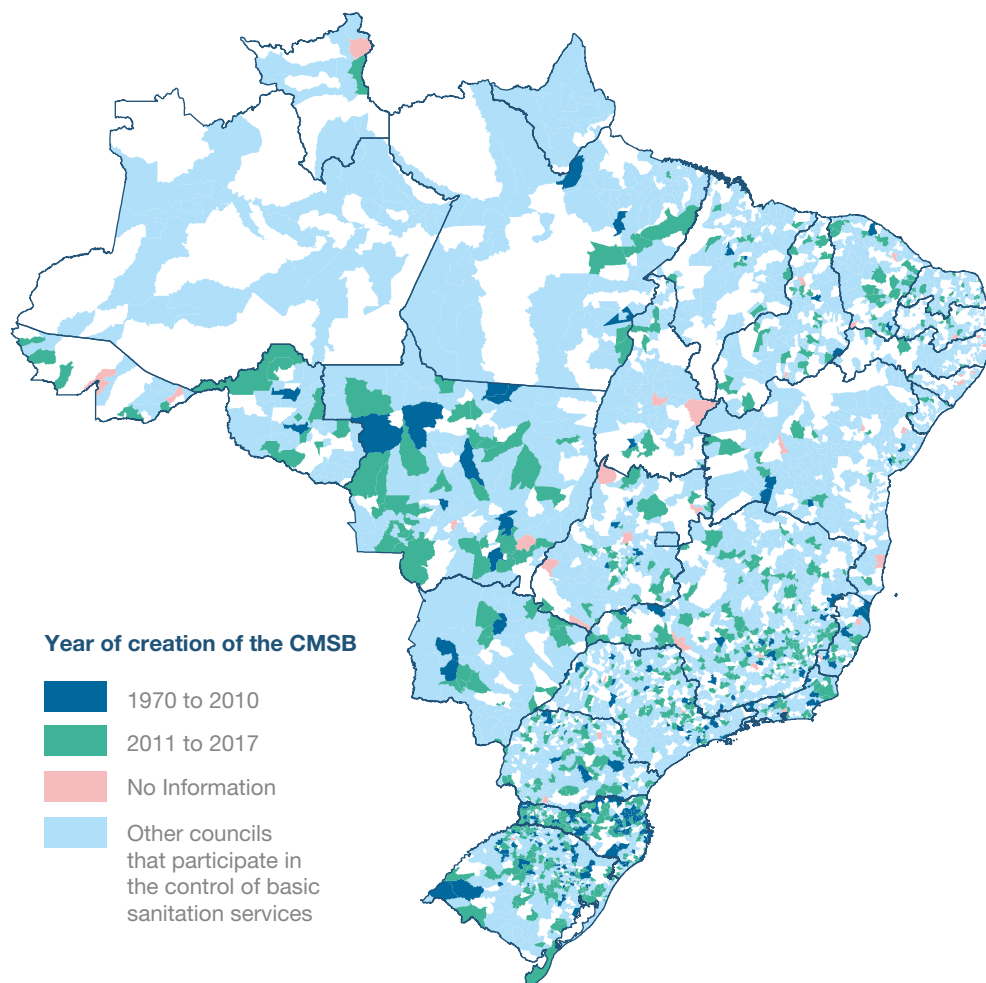 Year of creation of the CMSB
1970 to 2010
2011 to 2017
No Information
Other councils
that participate in
the control of basic
sanitation services